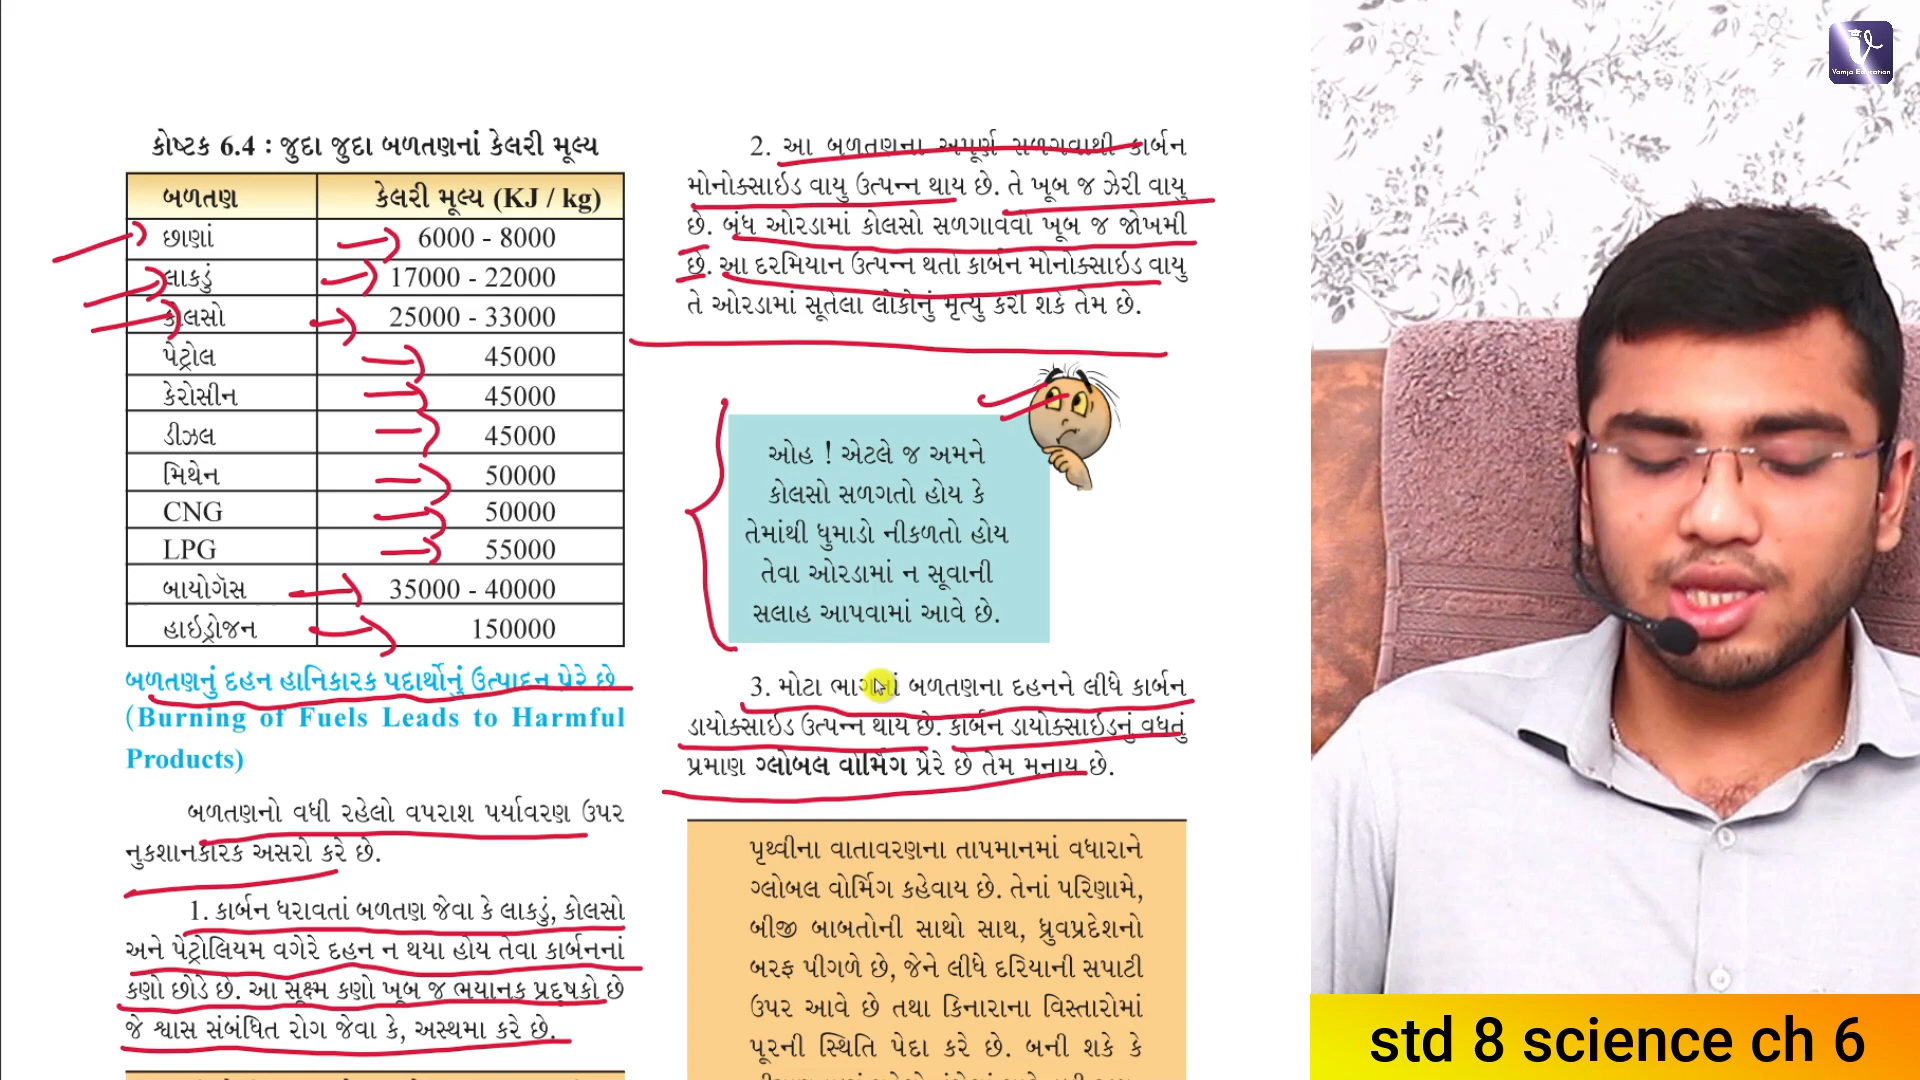 કોષ્ટક 6.4 : જુદા જુદા બળતણનાં કેલરી મૂલ્ય
બળતણ કેલરી મૂલ્ય (KJ / kg)
છાણાં 6000 - 8000
લાકડું 17000 - 22000
કોલસો 25000 - 33000
પેટ્રોલ 45000
કેરોસીન 45000
ડીઝલ 45000
મિથેન 50000
CNG 50000
LPG 55000
બાયોગૅસ 35000 - 40000
હાઇડ્રોજન 150000
બળતણનું દહન હાનિકારક પદાર્થોનું ઉત્પાદન પ્રેરે છે
(Burning of Fuels Leads to Harmful
Products)
બળતણનો વધી રહેલો વપરાશ પર્યાવરણ ઉપર
નુકશાનકારક અસરો કરે છે.
1. કાર્બન ધરાવતાં બળતણ જેવા કે લાકડું, કોલસો
અને પેટ્રોલિયમ વગેરે દહન ન થયા હોય તેવા કાર્બનનાં
કણો છોડે છે. આ સૂક્ષ્મ કણો ખૂબ જ ભયાનક પ્રદૂષકો છે
જે શ્વાસ સંબંધિત રોગ જેવા કે, અસ્થમા કરે છે.
2. આ બળતણના અપૂર્ણ સળગવાથી કાર્બન
મોનોક્સાઇડ વાયુ ઉત્પન્ન થાય છે. તે ખૂબ જ ઝેરી વાયુ
છે. બંધ ઓરડામાં કોલસો સળગાવવો ખૂબ જ જોખમી
છે. આ દરમિયાન ઉત્પન્ન થતો કાર્બન મોનોક્સાઇડ વાયુ
તે ઓરડામાં સૂતેલા લોકોનું મૃત્યુ કરી શકે તેમ છે.
ઓહ ! એટલે જ અમને
કોલસો સળગતો હોય કે
તેમાંથી ધુમાડો નીકળતો હોય
તેવા ઓરડામાં ન સૂવાની
સલાહ આપવામાં આવે છે.
3. મોટા ભાગનાં બળતણના દહનને લીધે કાર્બન
ડાયોક્સાઈડ ઉત્પન્ન થાય છે. કાર્બન ડાયોક્સાઈડનું વધતું
પ્રમાણ ગ્લોબલ વોર્મિંગ પ્રેરે છે તેમ મનાય છે.
પૃથ્વીના વાતાવરણના તાપમાનમાં વધારાને
ગ્લોબલ વોર્મિંગ કહેવાય છે. તેનાં પરિણામે,
બીજી બાબતોની સાથો સાથ, ધ્રુવપ્રદેશનો
બરફ પીગળે છે, જેને લીધે દરિયાની સપાટી
ઉપર આવે છે તથા કિનારાના વિસ્તારોમાં
પૂરની સ્થિતિ પેદા કરે છે. બની શકે કે
Vamja Education
std 8 science ch 6